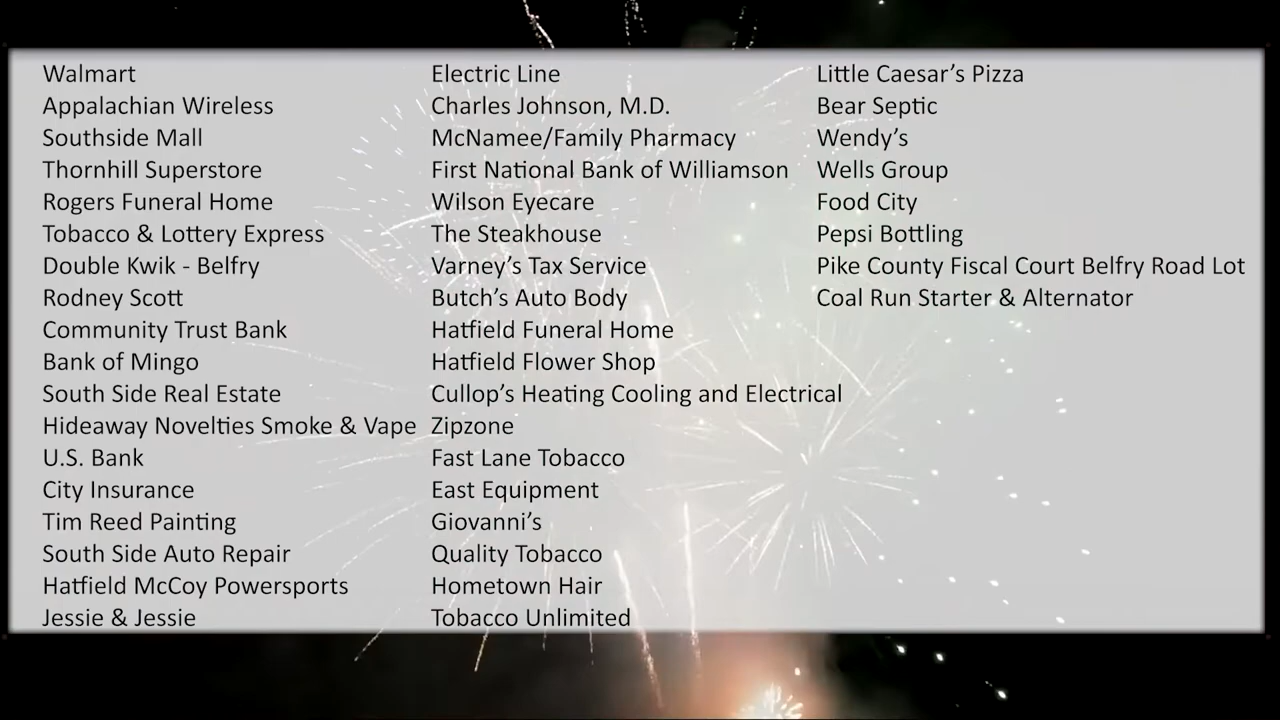 Walmart
Appalachian Wireless
Southside Mall
Thornhill Superstore
Rogers Funeral Home
Tobacco & Lottery Express
Double Kwik - Belfry
Rodney Scott
Community Trust Bank
Bank of Mingo
South Side Real Estate
Hideaway Novelties Smoke & Vape
U.S. Bank
City Insurance
Tim Reed Painting
South Side Auto Repair
Hatfield McCoy Powersports
Jessie & Jessie
Electric Line
Charles Johnson, M.D.
McNamee/Family Pharmacy
First National Bank of Williamson
Wilson Eyecare
The Steakhouse
Varney’s Tax Service
Butch’s Auto Body
Hatfield Funeral Home
Hatfield Flower Shop
Cullop’s Heating Cooling and Electrical
Zipzone
Fast Lane Tobacco
East Equipment
Giovanni’s
Quality Tobacco
Hometown Hair
Tobacco Unlimited
Little Caesar’s Pizza
Bear Septic
Wendy’s
Wells Group
Food City
Pepsi Bottling
Pike County Fiscal Court Belfry Road Lot
Coal Run Starter & Alternator